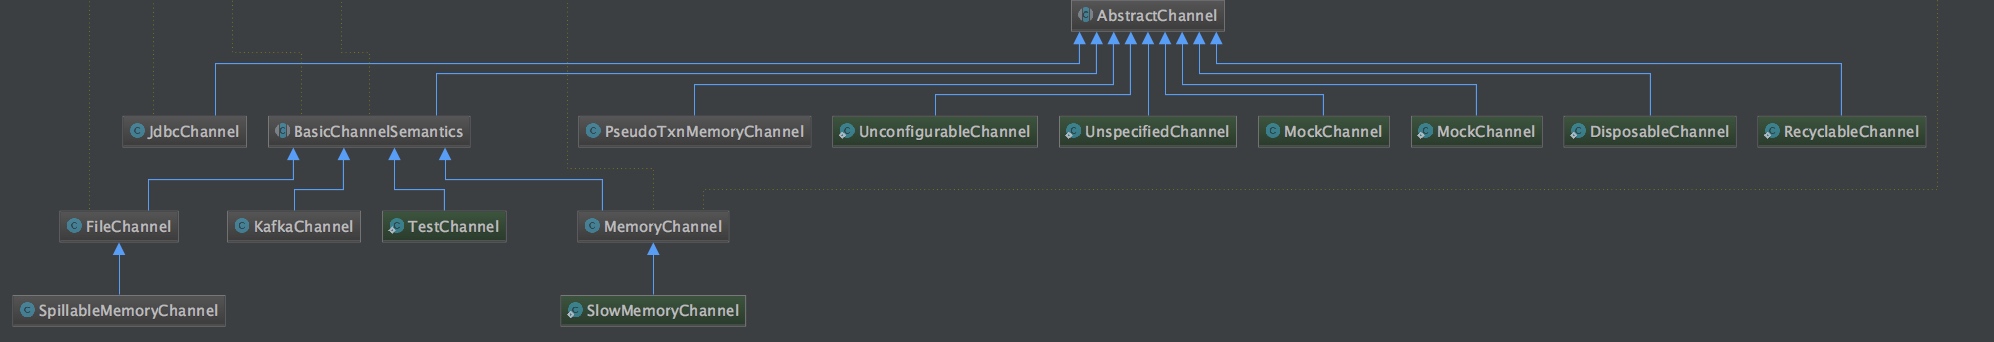 AbstractChannel
JdbcChannel
BasicChannelSemantics
PseudoTxnMemoryChannel
UnconfigurableChannel
UnspecifiedChannel
MockChannel
MockChannel
DisposableChannel
RecyclableChannel
FileChannel
KafkaChannel
TestChannel
MemoryChannel
SpillableMemoryChannel
SlowMemoryChannel